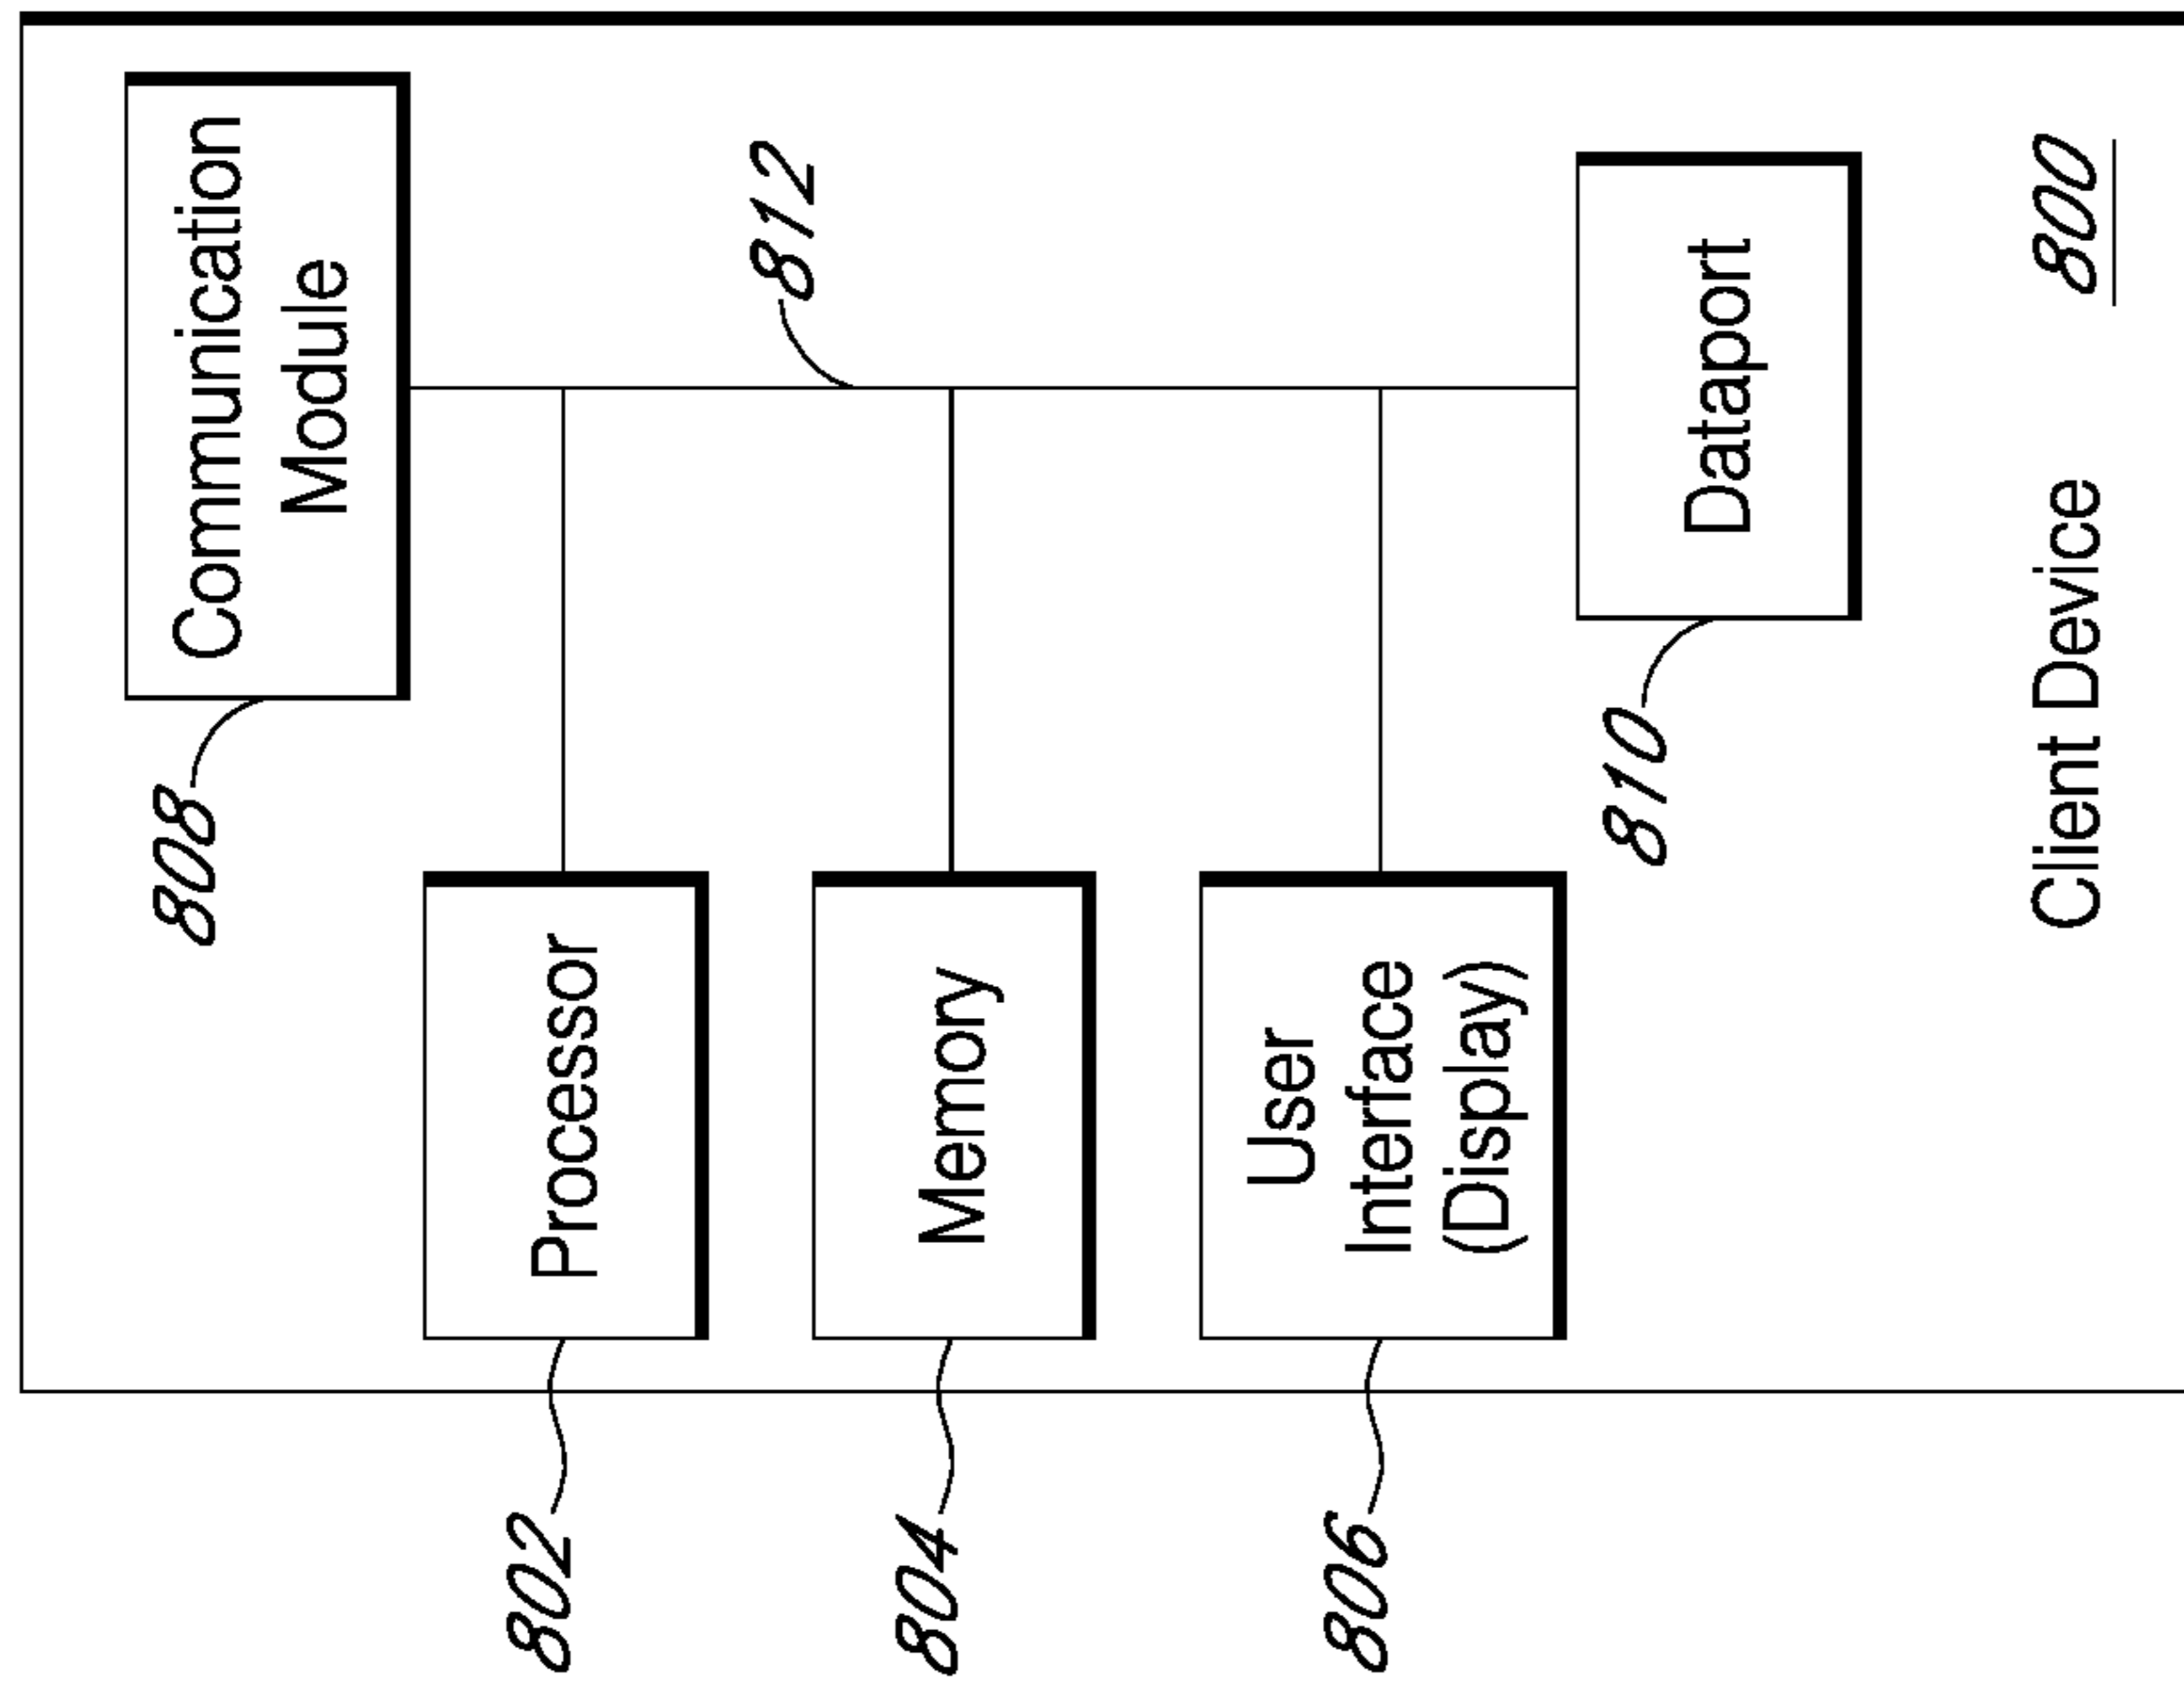 802
Processor
804
Memory
806
User
Interface
(Display)
808
Communication
Module
812
810
Dataport
Client Device
800